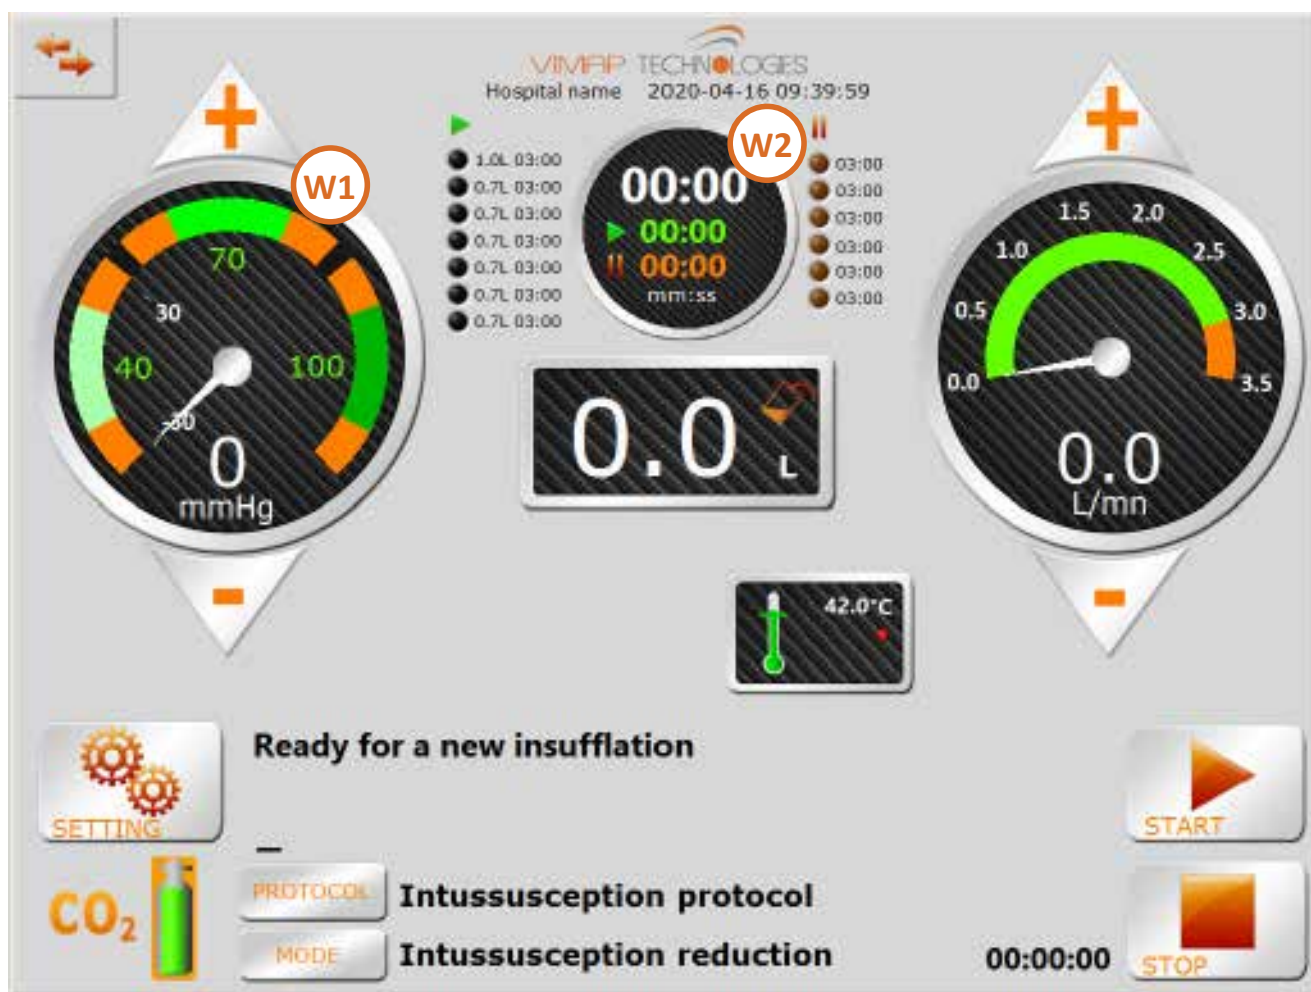 VIMAP TECHNOLOGIES
Hospital name 2020-04-16 09:39:59
W1
W2
1.0L 03:00
0.7L 03:00
0.7L 03:00
0.7L 03:00
0.7L 03:00
0.7L 03:00
0.7L 03:00
00:00
00:00
00:00
mm:ss
03:00
03:00
03:00
03:00
03:00
03:00
70
30
40
100
-30
0
mmHg
1.5 2.0
1.0 2.5
0.5 3.0
0.0 3.5
0.0
L/mn
0.0 L
42.0°C
Ready for a new insufflation
SETTING
START
CO2
PROTOCOL Intussusception protocol
MODE Intussusception reduction
00:00:00
STOP